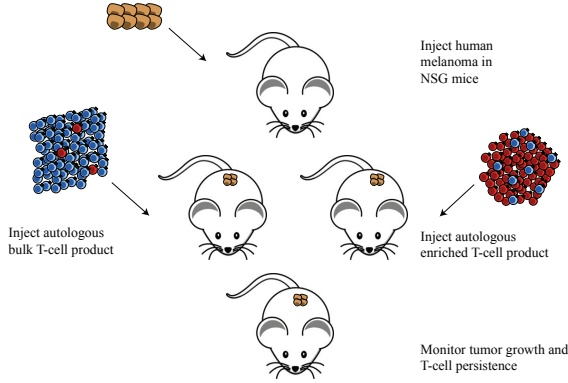 Inject human
melanoma in
NSG mice
Inject autologous
bulk T-cell product
Inject autologous
enriched T-cell product
Monitor tumor growth and
T-cell persistence